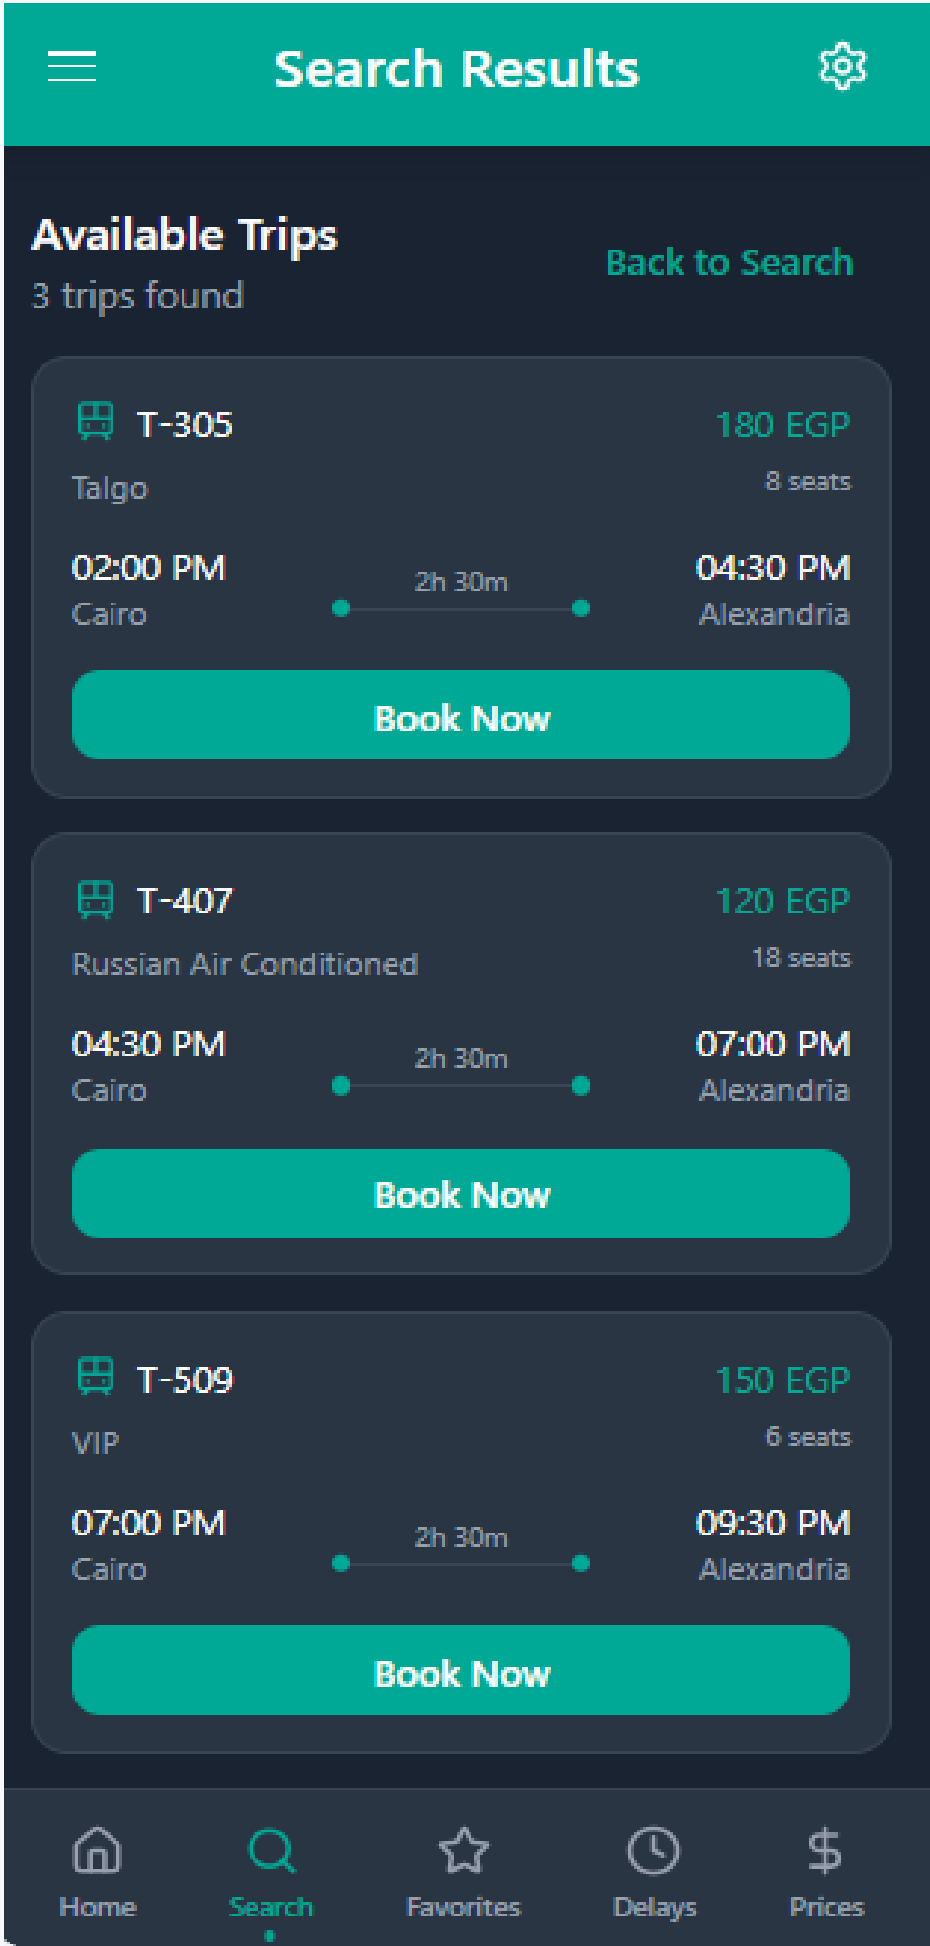 Search Results
Available Trips
Back to Search
3 trips found
T-305
180 EGP
Talgo
8 seats
02:00 PM
2h 30m
04:30 PM
Cairo
Alexandria
Book Now
T-407
120 EGP
Russian Air Conditioned
18 seats
04:30 PM
2h 30m
07:00 PM
Cairo
Alexandria
Book Now
T-509
150 EGP
VIP
6 seats
07:00 PM
2h 30m
09:30 PM
Cairo
Alexandria
Book Now
Home
Search
Favorites
Delays
Prices